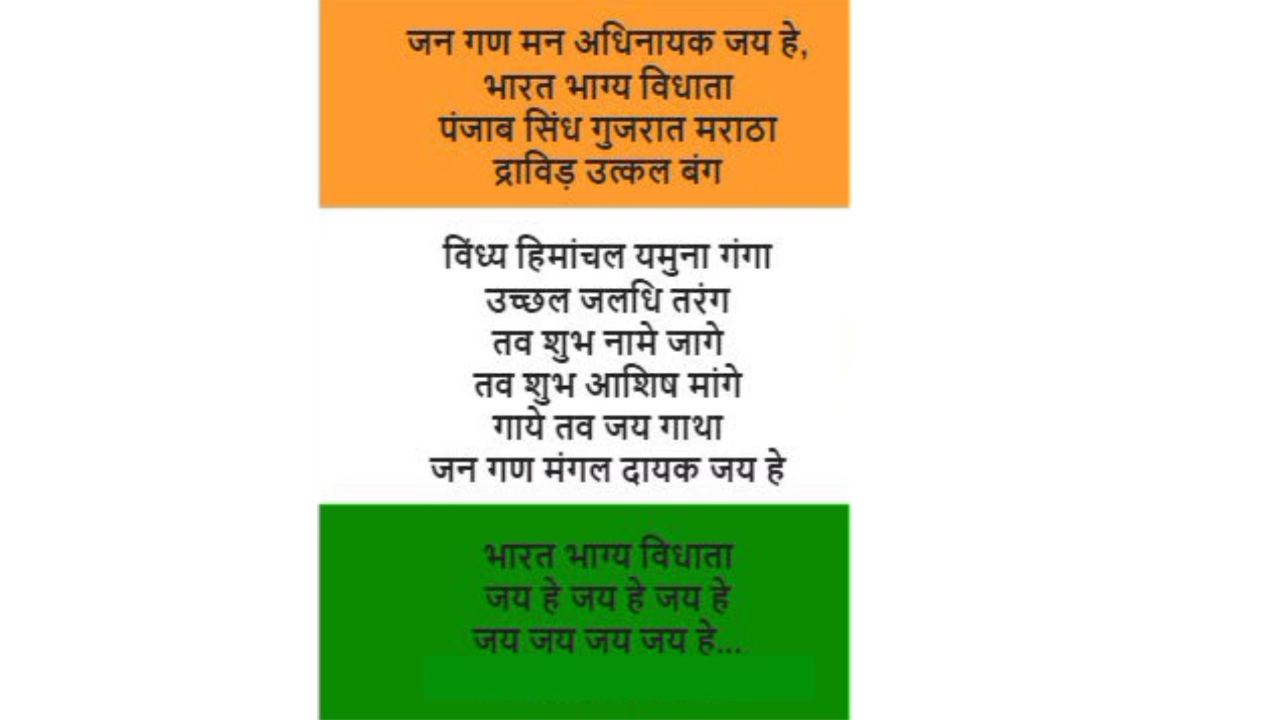 जन गण मन अधिनायक जय हे,
भारत भाग्य विधाता
पंजाब सिंध गुजरात मराठा
द्राविड़ उत्कल बंग
विंध्य हिमांचल यमुना गंगा
उच्छल जलधि तरंग
तव शुभ नामे जागे
तव शुभ आशिष मांगे
गाये तव जय गाथा
जन गण मंगल दायक जय हे
भारत भाग्य विधाता
जय हे जय हे जय हे
जय जय जय जय हे...